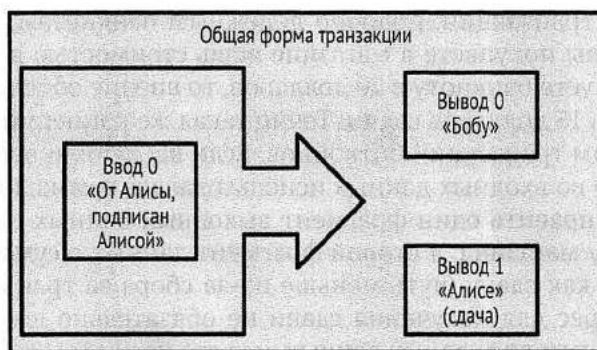 Общая форма транзакции
Ввод 0
«От Алисы,
подписан
Алисой»
Вывод 0
«Бобу»
Вывод 1
«Алисе»
(сдача)